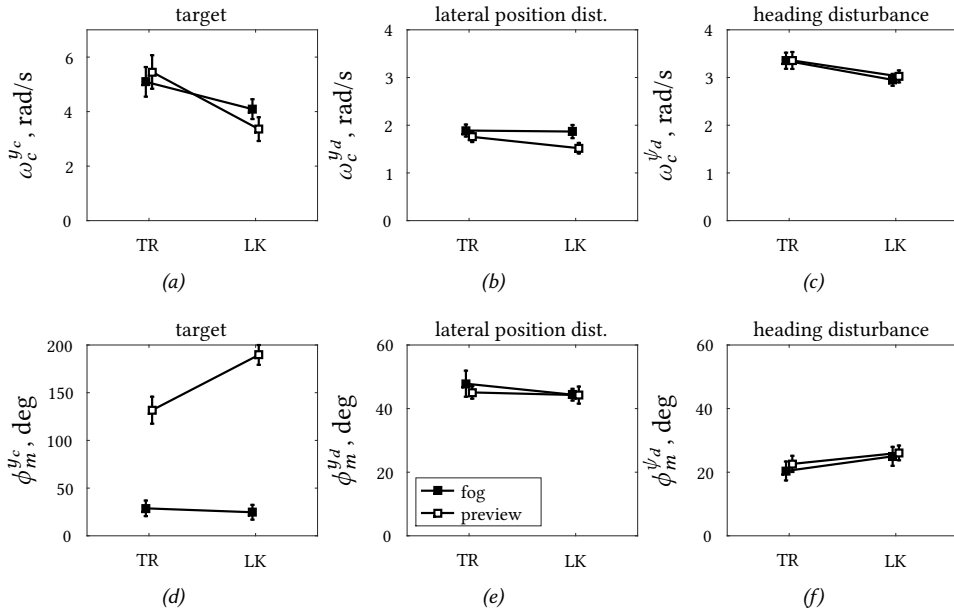 target
ω_c^{y_c}, rad/s
6
4
2
0
TR LK
(a)
lateral position dist.
ω_c^{y_d}, rad/s
4
3
2
1
0
TR LK
(b)
heading disturbance
ω_c^{ψ_d}, rad/s
4
3
2
1
0
TR LK
(c)
target
ϕ_m^{y_c}, deg
200
150
100
50
0
TR LK
(d)
lateral position dist.
ϕ_m^{y_d}, deg
60
40
20
0
fog
preview
TR LK
(e)
heading disturbance
ϕ_m^{ψ_d}, deg
60
40
20
0
TR LK
(f)